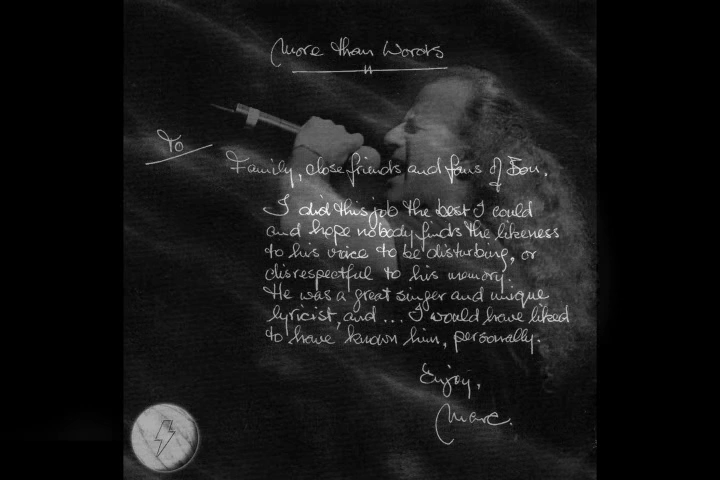 More than Words
To
Family, close friends and fans of Bon.
I did this job the best I could
and hope nobody finds the likeness
to his voice to be disturbing, or
disrespectful to his memory.
He was a great singer and unique
lyricist, and ... I would have liked
to have known him, personally.
Enjoy,
Marc.